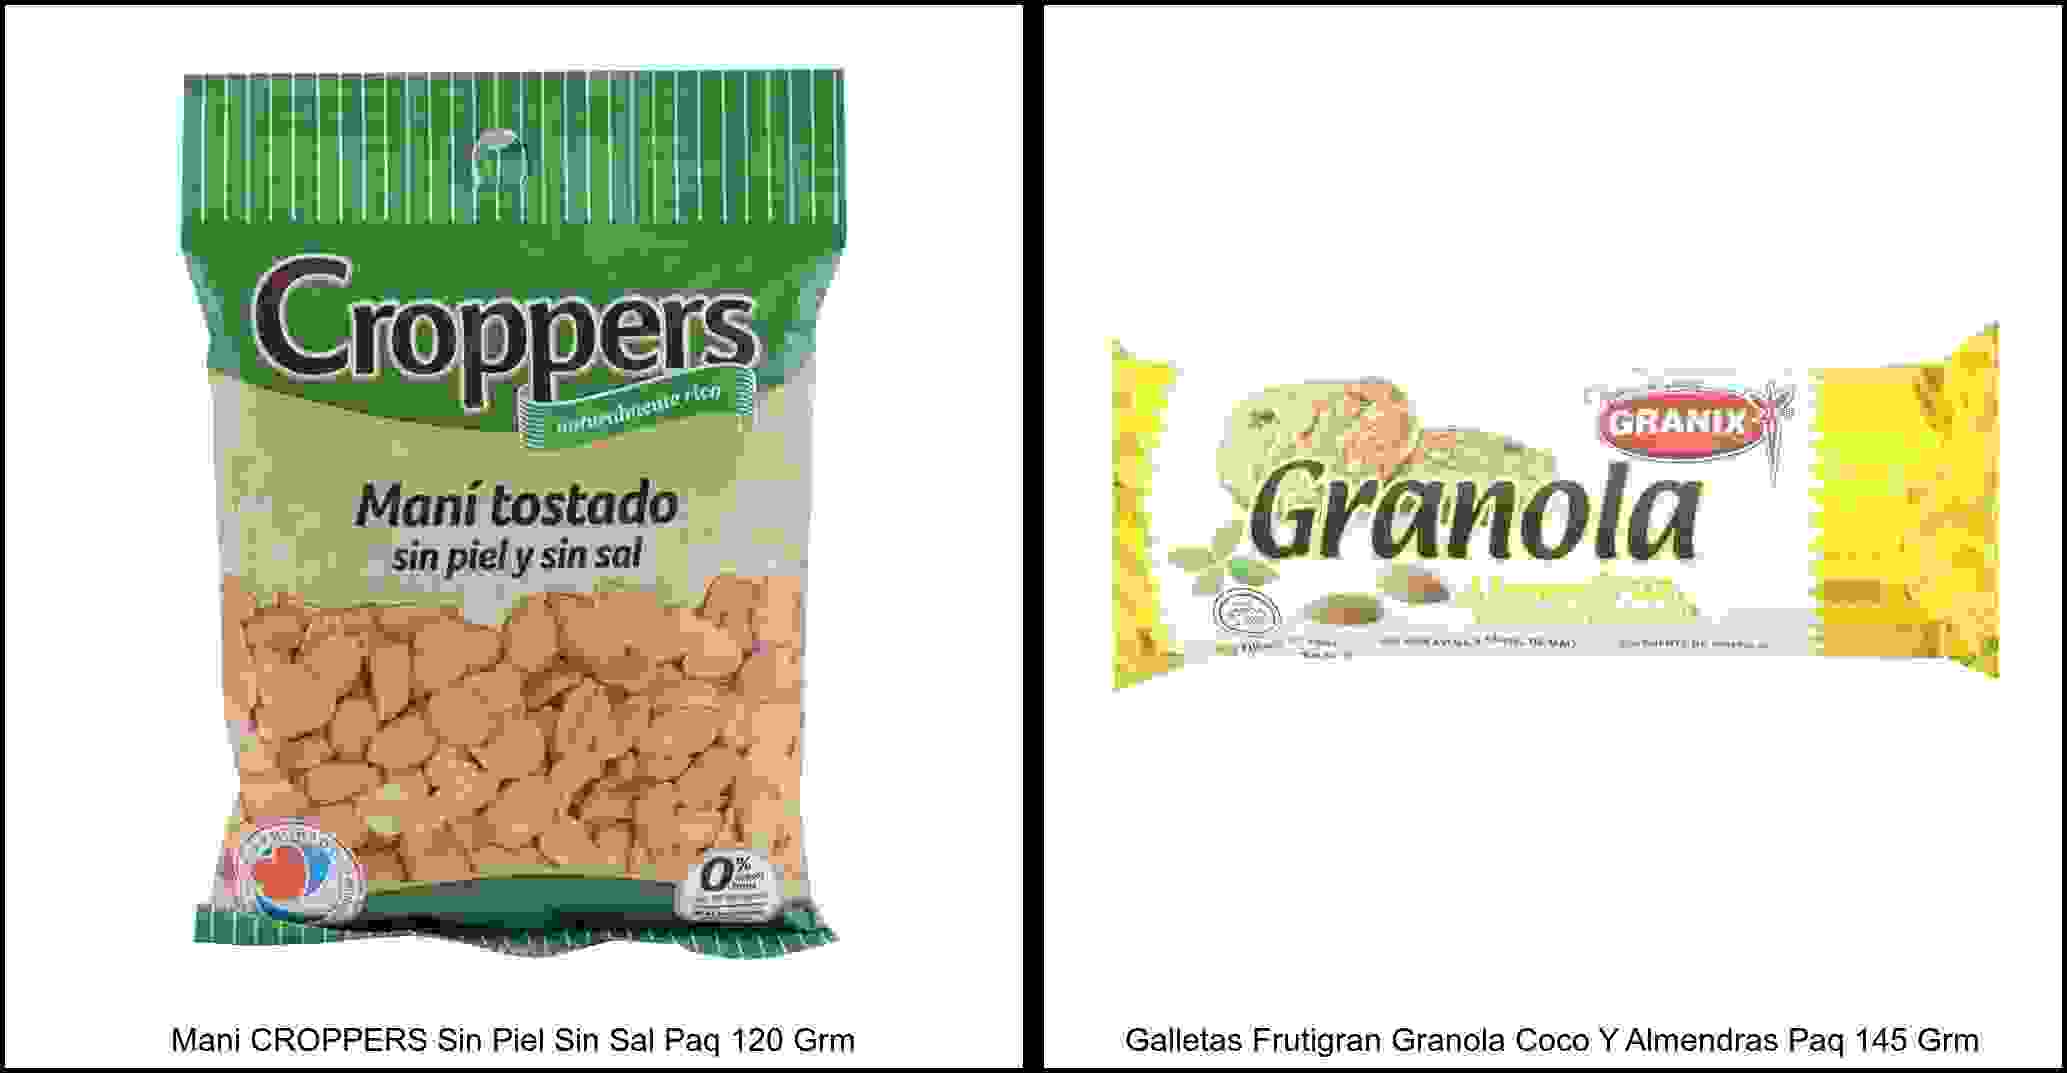 Croppers
naturalmente rico
Maní tostado
sin piel y sin sal
0%
Mani CROPPERS Sin Piel Sin Sal Paq 120 Grm
GRANIX
Granola
Galletas Frutigran Granola Coco Y Almendras Paq 145 Grm